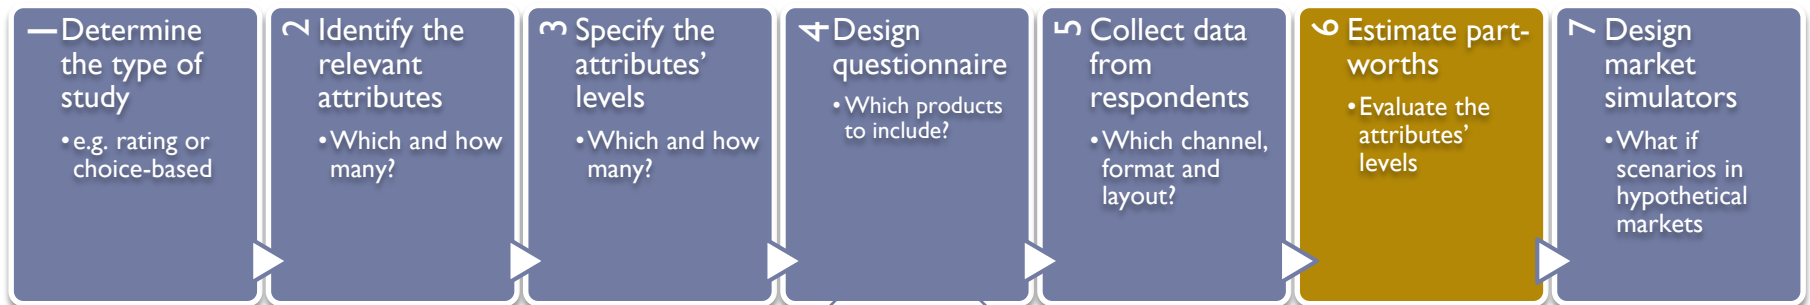 1 Determine
the type of
study
•e.g. rating or
choice-based
2 Identify the
relevant
attributes
•Which and how
many?
3 Specify the
attributes'
levels
•Which and how
many?
4 Design
questionnaire
•Which products
to include?
5 Collect data
from
respondents
•Which channel,
format and
layout?
6 Estimate part-
worths
•Evaluate the
attributes'
levels
7 Design
market
simulators
•What if
scenarios in
hypothetical
markets